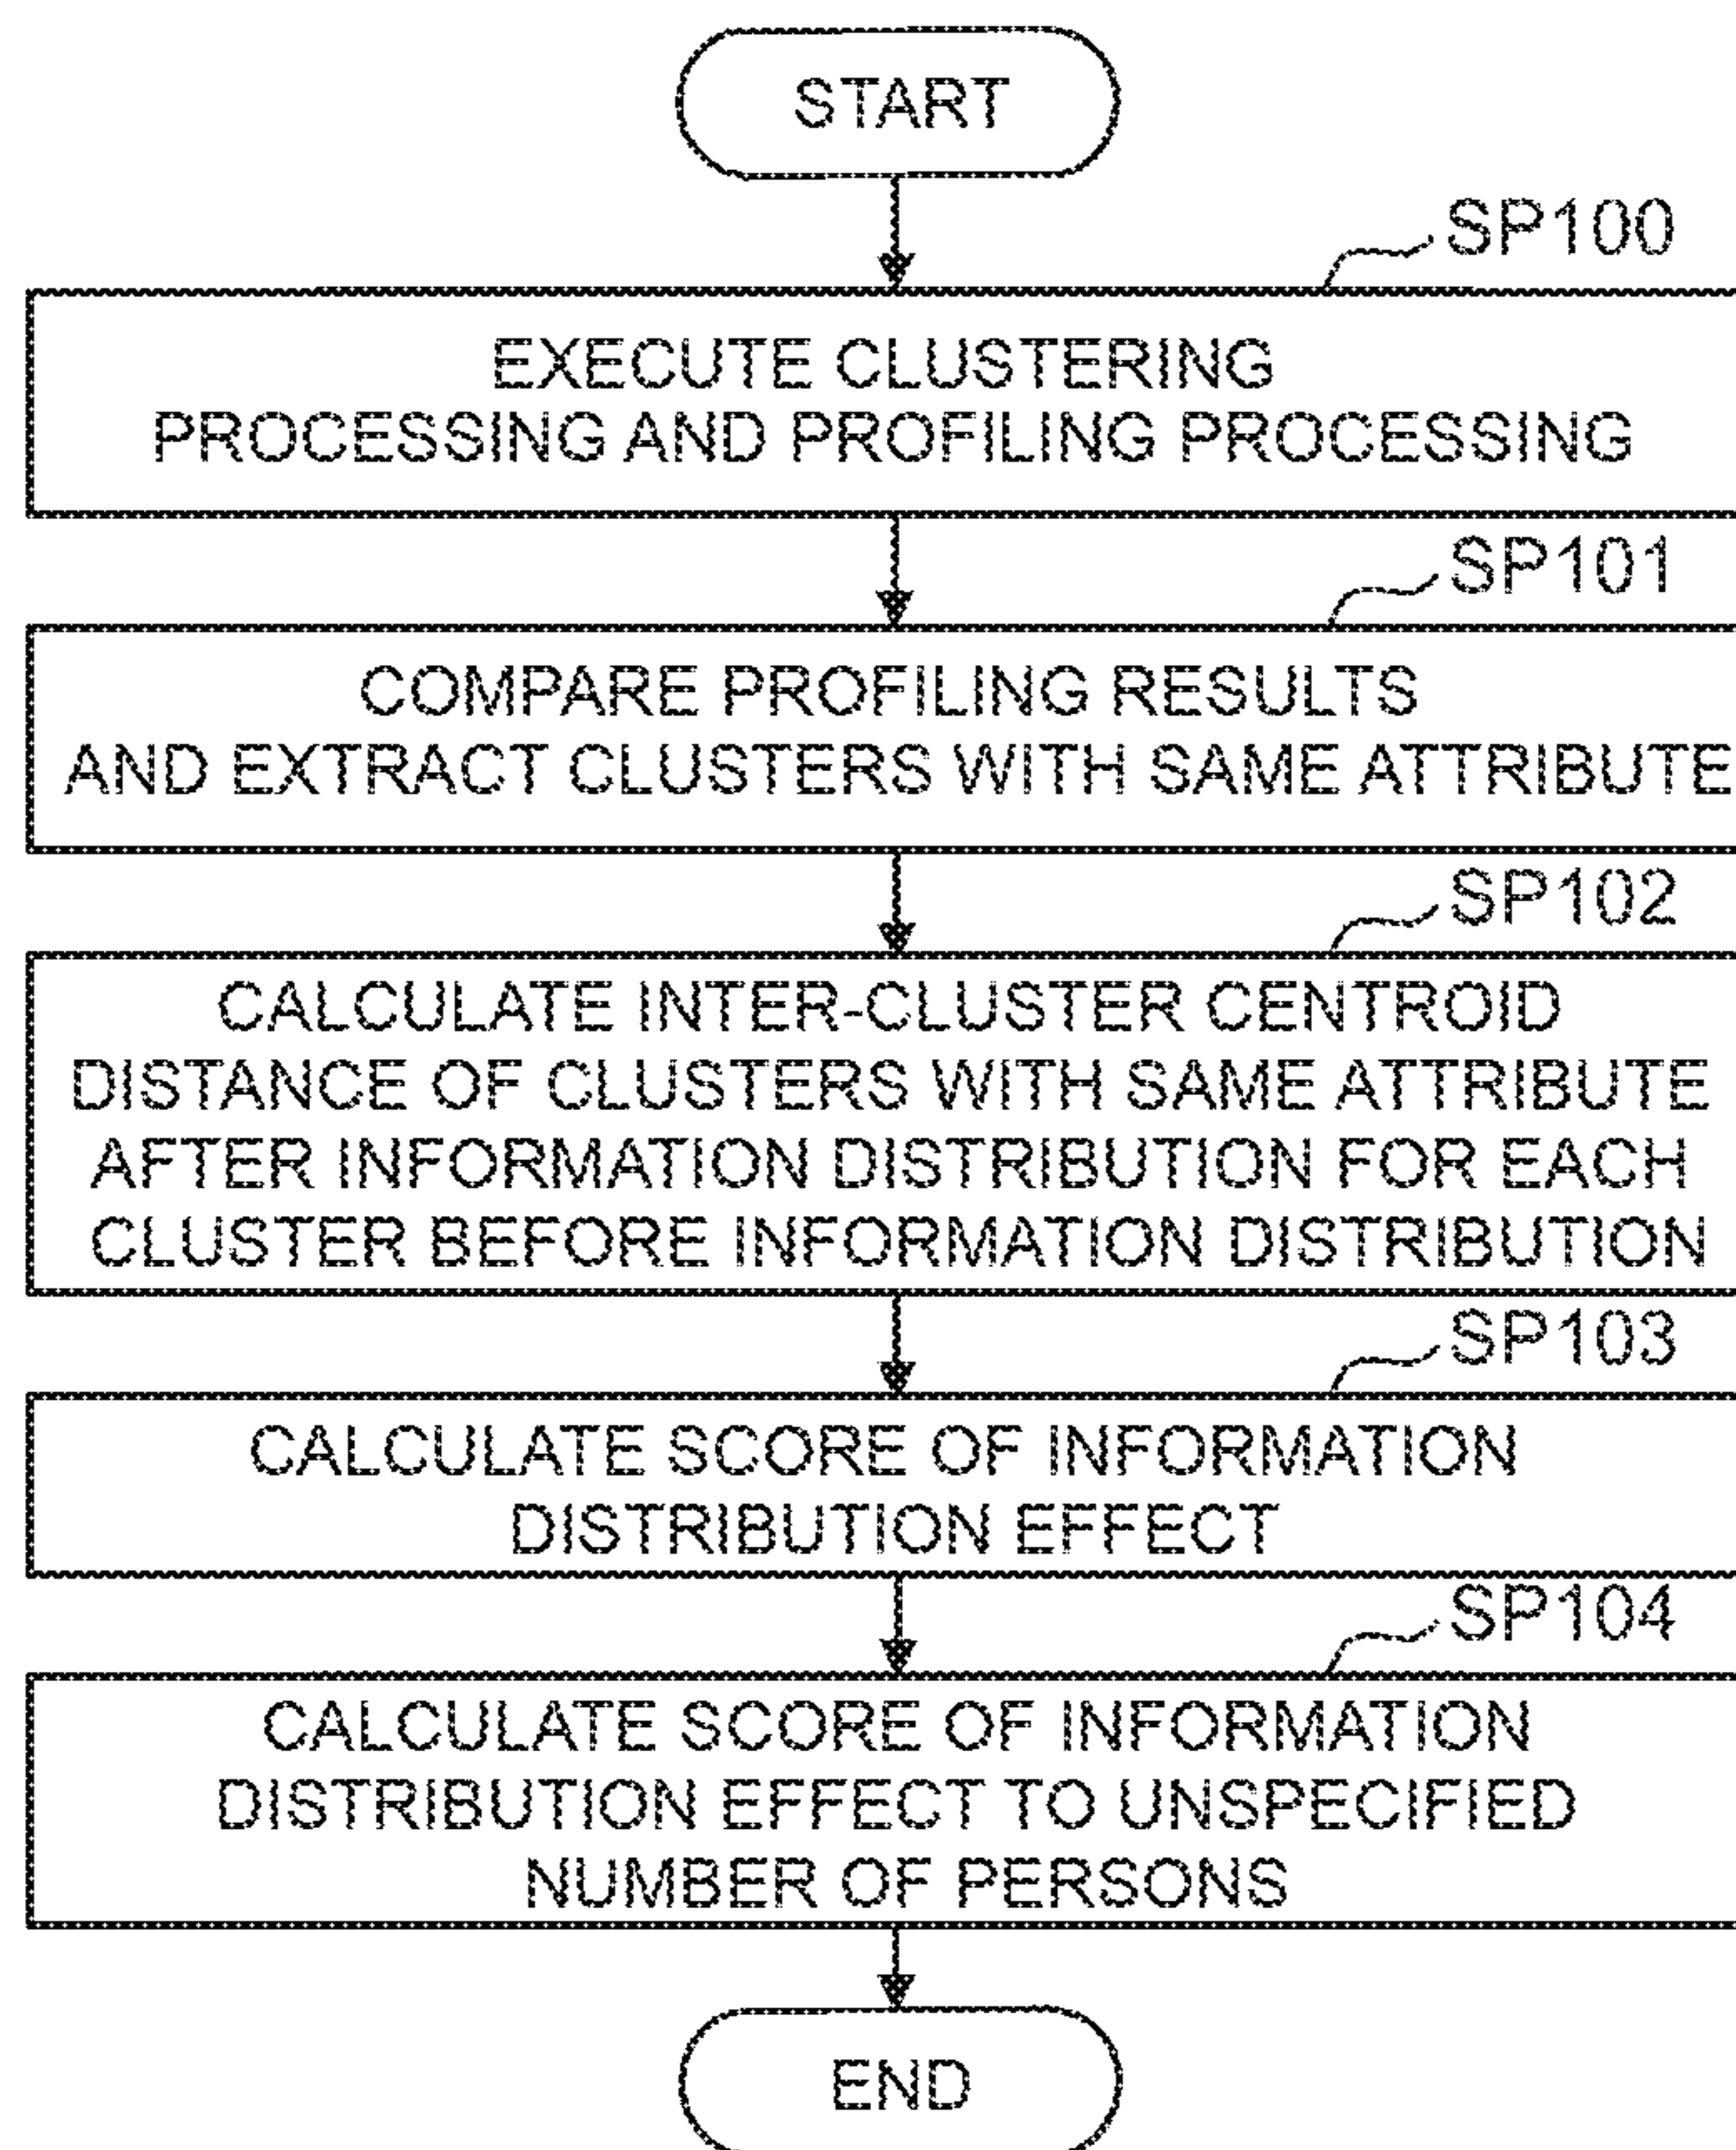 START
SP100
EXECUTE CLUSTERING
PROCESSING AND PROFILING PROCESSING
SP101
COMPARE PROFILING RESULTS
AND EXTRACT CLUSTERS WITH SAME ATTRIBUTE
SP102
CALCULATE INTER-CLUSTER CENTROID
DISTANCE OF CLUSTERS WITH SAME ATTRIBUTE
AFTER INFORMATION DISTRIBUTION FOR EACH
CLUSTER BEFORE INFORMATION DISTRIBUTION
SP103
CALCULATE SCORE OF INFORMATION
DISTRIBUTION EFFECT
SP104
CALCULATE SCORE OF INFORMATION
DISTRIBUTION EFFECT TO UNSPECIFIED
NUMBER OF PERSONS
END